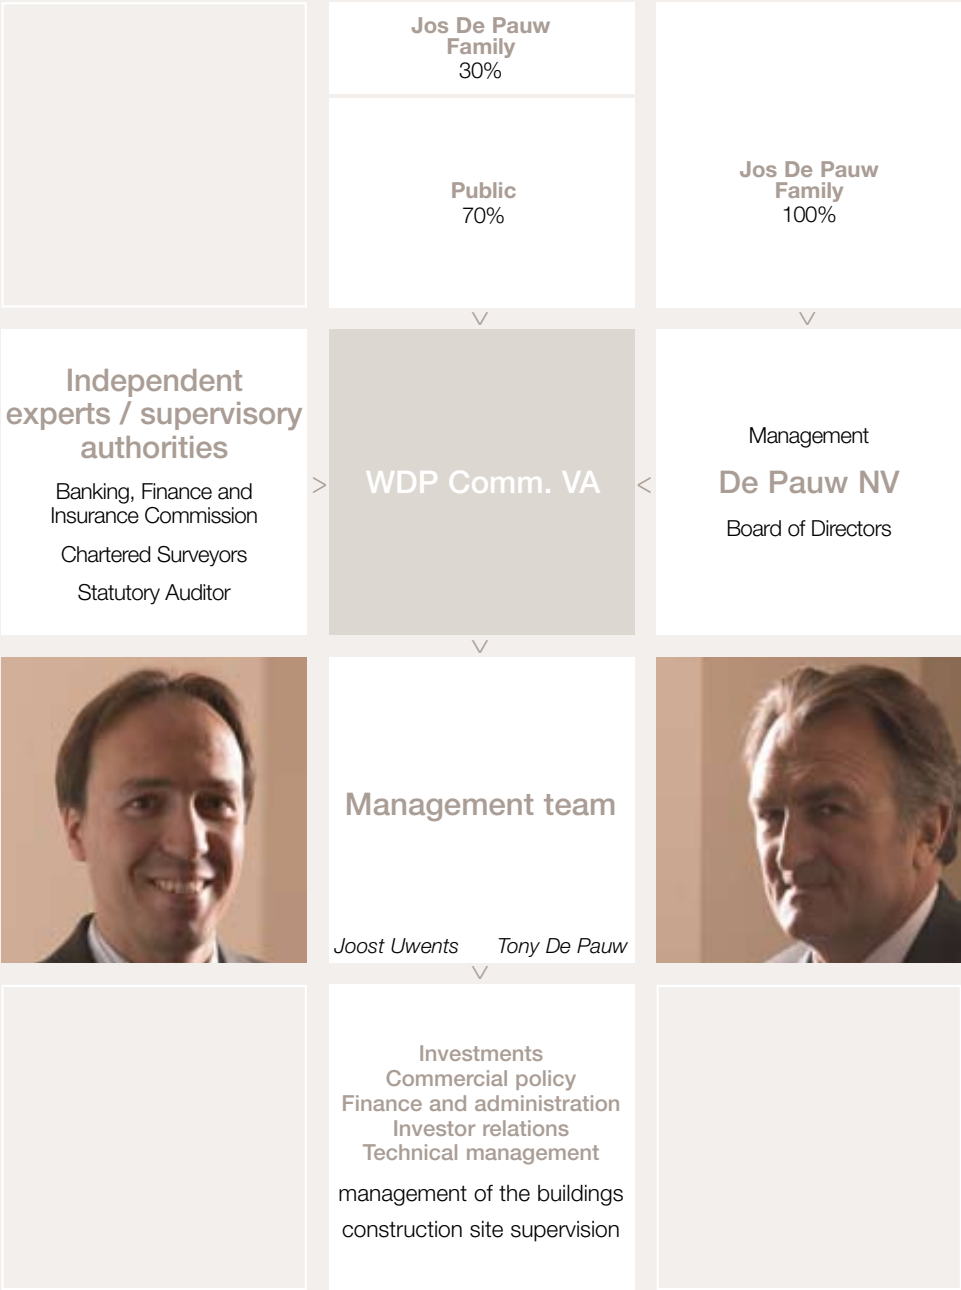 Jos De Pauw
Family
30%
Public
70%
Jos De Pauw
Family
100%
Independent
experts / supervisory
authorities
Banking, Finance and
Insurance Commission
Chartered Surveyors
Statutory Auditor
>
WDP Comm. VA
<
Management
De Pauw NV
Board of Directors
Management team
Joost Uwents Tony De Pauw
Investments
Commercial policy
Finance and administration
Investor relations
Technical management
management of the buildings
construction site supervision